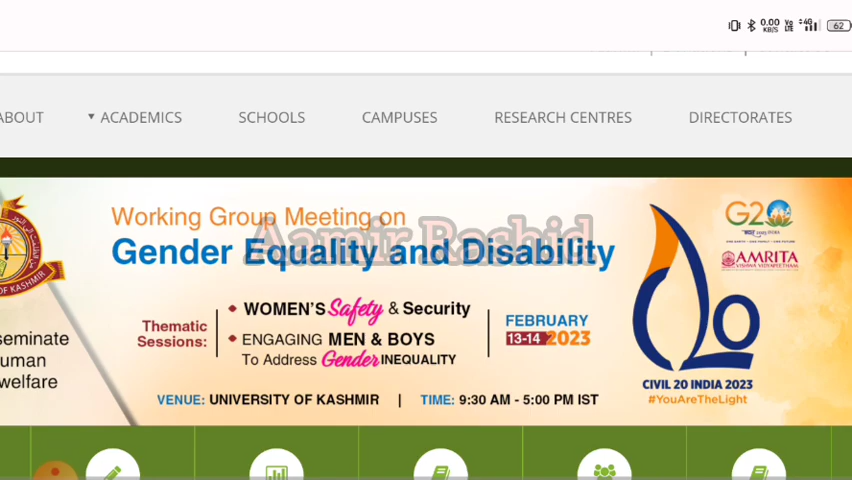 0.00
KB/S
Vo
LTE
4G
62
ABOUT
ACADEMICS
SCHOOLS
CAMPUSES
RESEARCH CENTRES
DIRECTORATES
Working Group Meeting on
Gender Equality and Disability
Aamir Rashid
Thematic
Sessions:
WOMEN'S Safety & Security
ENGAGING MEN & BOYS
To Address Gender INEQUALITY
FEBRUARY
13-14 2023
VENUE: UNIVERSITY OF KASHMIR | TIME: 9:30 AM - 5:00 PM IST
G20
AMRITA
VISHWA VIDYAPEETHAM
CIVIL 20 INDIA 2023
#YouAreTheLight
OF KASHMIR
seminate
uman
welfare